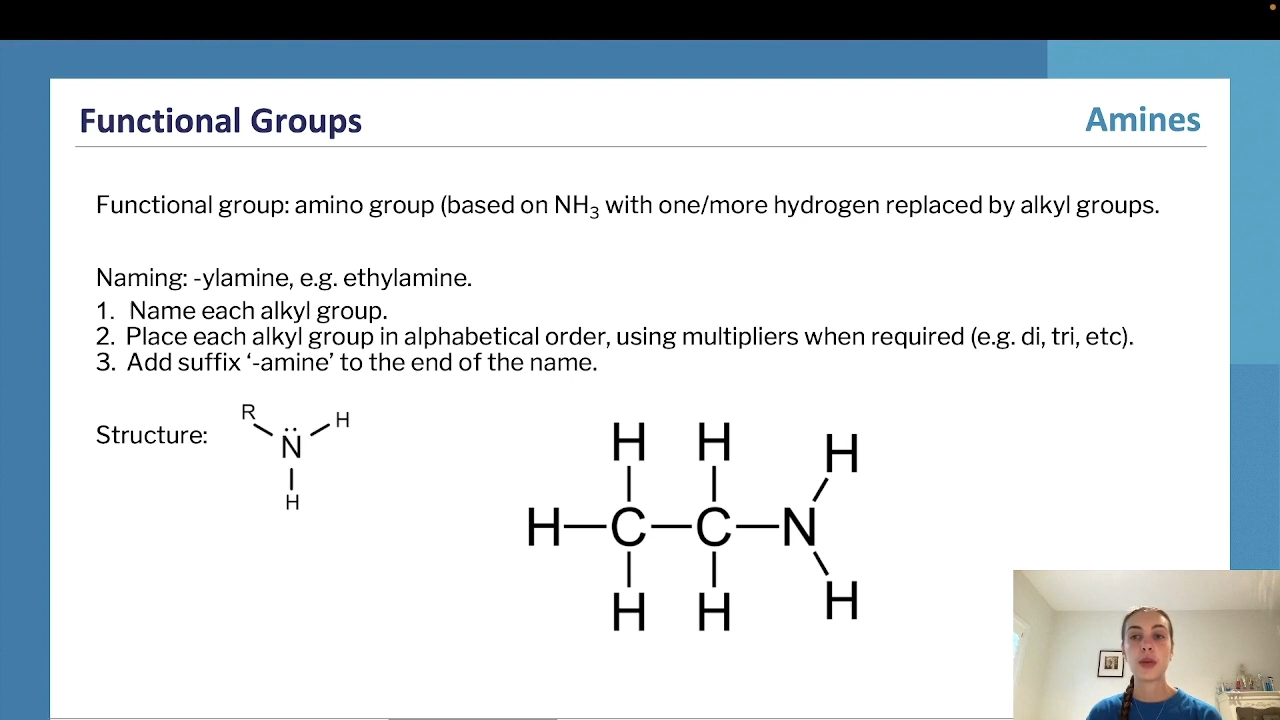 Functional Groups
Amines
Functional group: amino group (based on NH₃ with one/more hydrogen replaced by alkyl groups.
Naming: -ylamine, e.g. ethylamine.
1. Name each alkyl group.
2. Place each alkyl group in alphabetical order, using multipliers when required (e.g. di, tri, etc).
3. Add suffix ‘-amine’ to the end of the name.
Structure:
R
N
H
H
H H H
H C C N
H H H